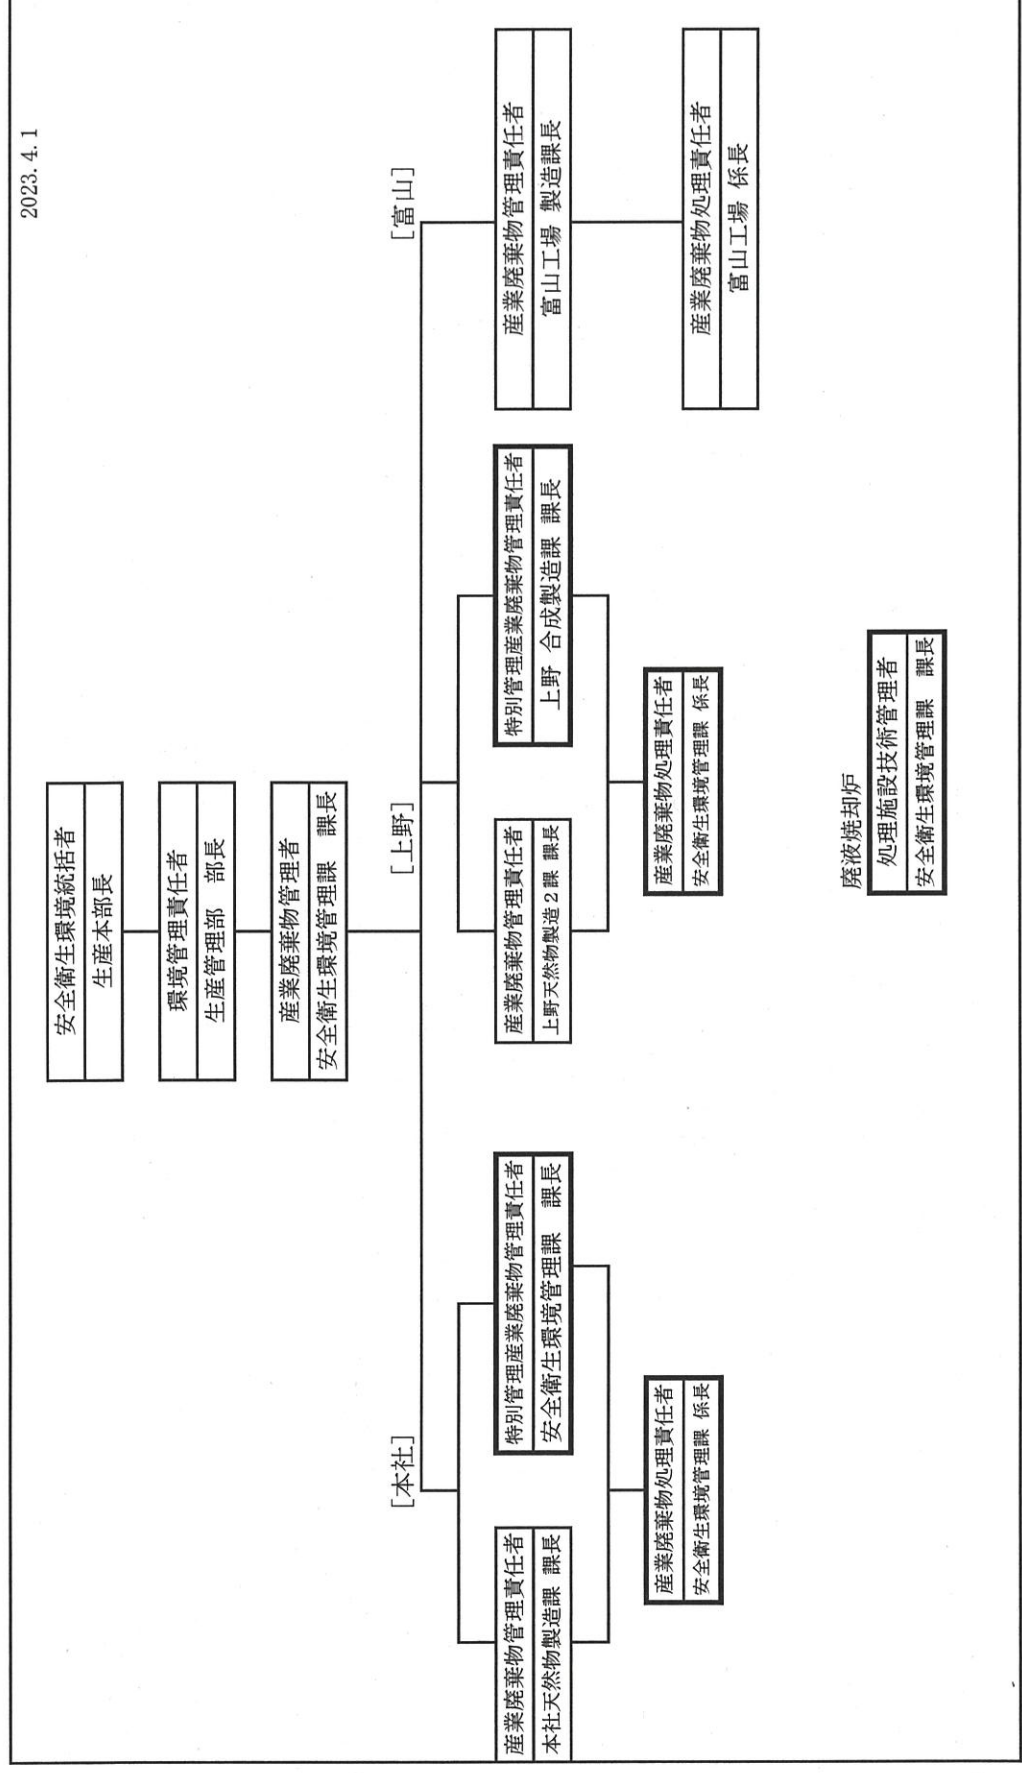 2023.4.1
安全衛生環境統括者
生産本部長
環境管理責任者
生産管理部　部長
産業廃棄物管理者
安全衛生環境管理課　課長
[本社]
[上野]
[富山]
産業廃棄物管理責任者
本社天然物製造課 課長
特別管理産業廃棄物管理責任者
安全衛生環境管理課　課長
産業廃棄物管理責任者
上野天然物製造２課 課長
特別管理産業廃棄物管理責任者
上野 合成製造課 課長
産業廃棄物管理責任者
富山工場 製造課長
産業廃棄物処理責任者
安全衛生環境管理課 係長
産業廃棄物処理責任者
安全衛生環境管理課 係長
産業廃棄物処理責任者
富山工場 係長
廃液焼却炉
処理施設技術管理者
安全衛生環境管理課　課長